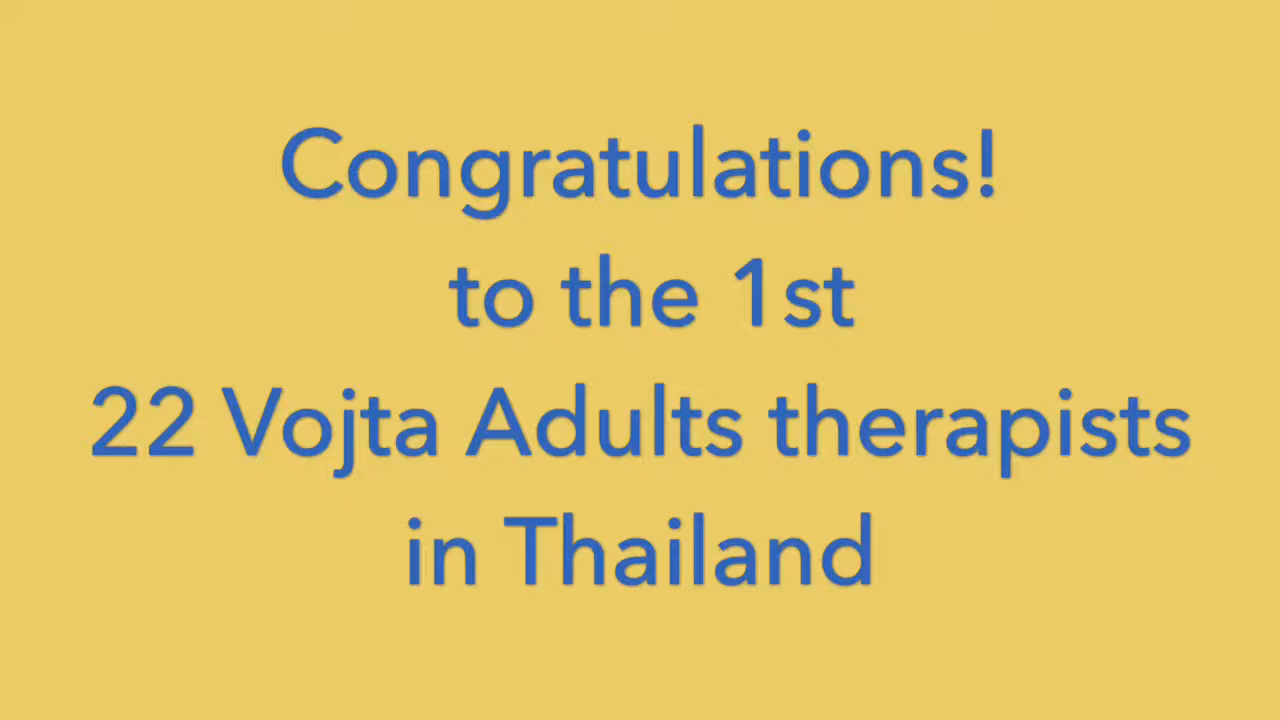 Congratulations!
to the 1st
22 Vojta Adults therapists
in Thailand